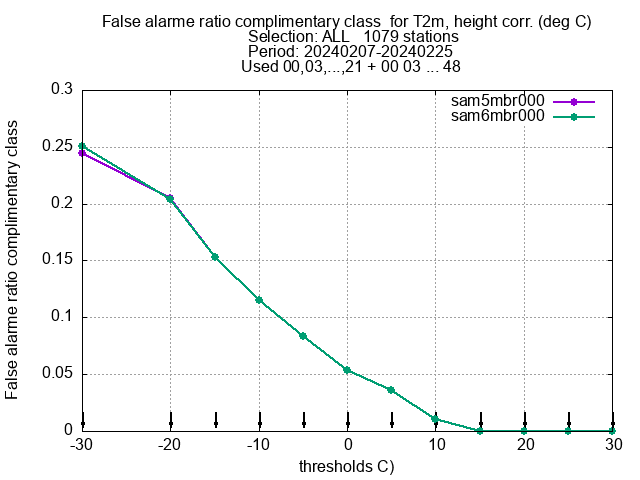 False alarme ratio complimentary class  for T2m, height corr. (deg C)
Selection: ALL   1079 stations
Period: 20240207-20240225
Used 00,03,...,21 + 00 03 ... 48
0.3
sam5mbr000
sam6mbr000
0.25
0.2
0.15
0.1
0.05
0
False alarme ratio complimentary class
-30 -20 -10 0 10 20 30
thresholds C)